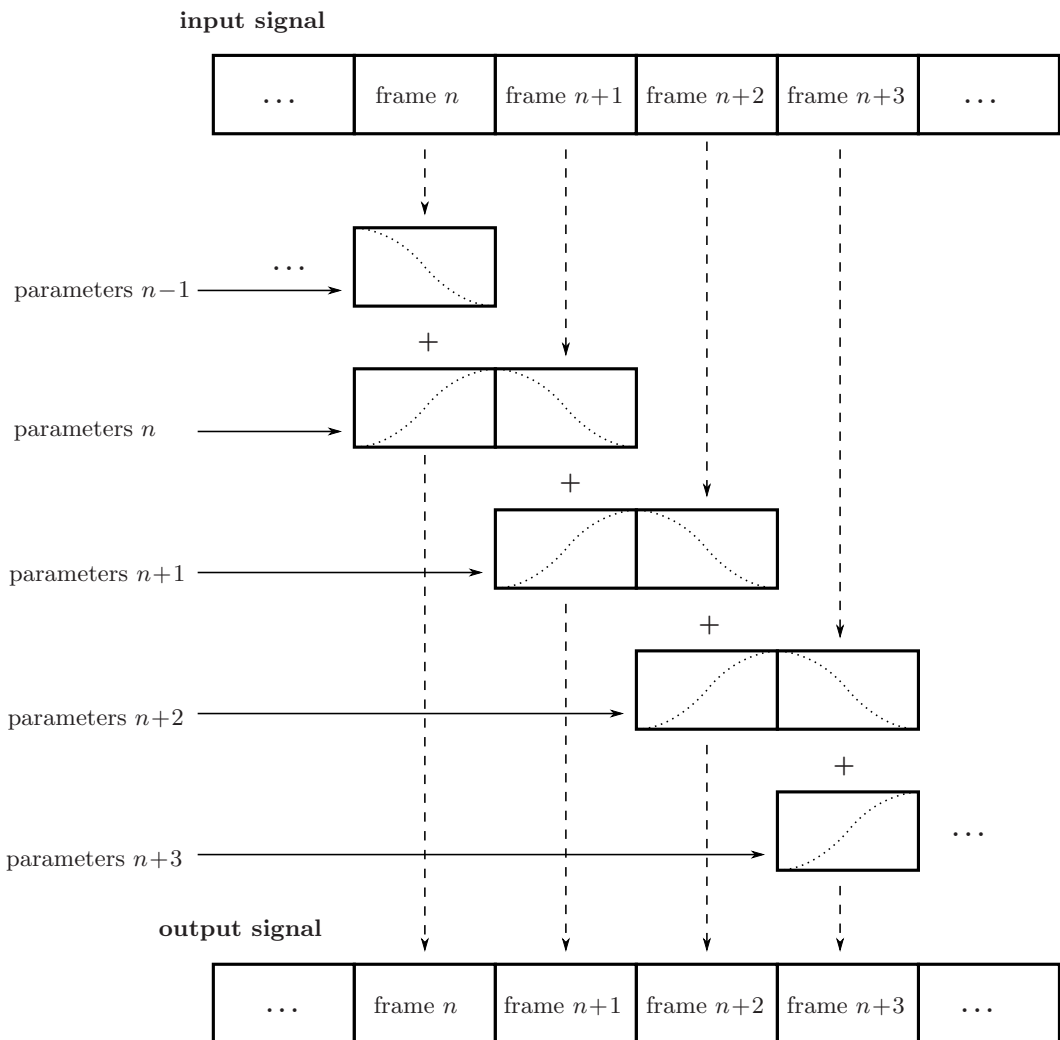 input signal
... frame n frame n+1 frame n+2 frame n+3 ...
...
parameters n−1
+
parameters n
+
parameters n+1
+
parameters n+2
+
...
parameters n+3
output signal
... frame n frame n+1 frame n+2 frame n+3 ...